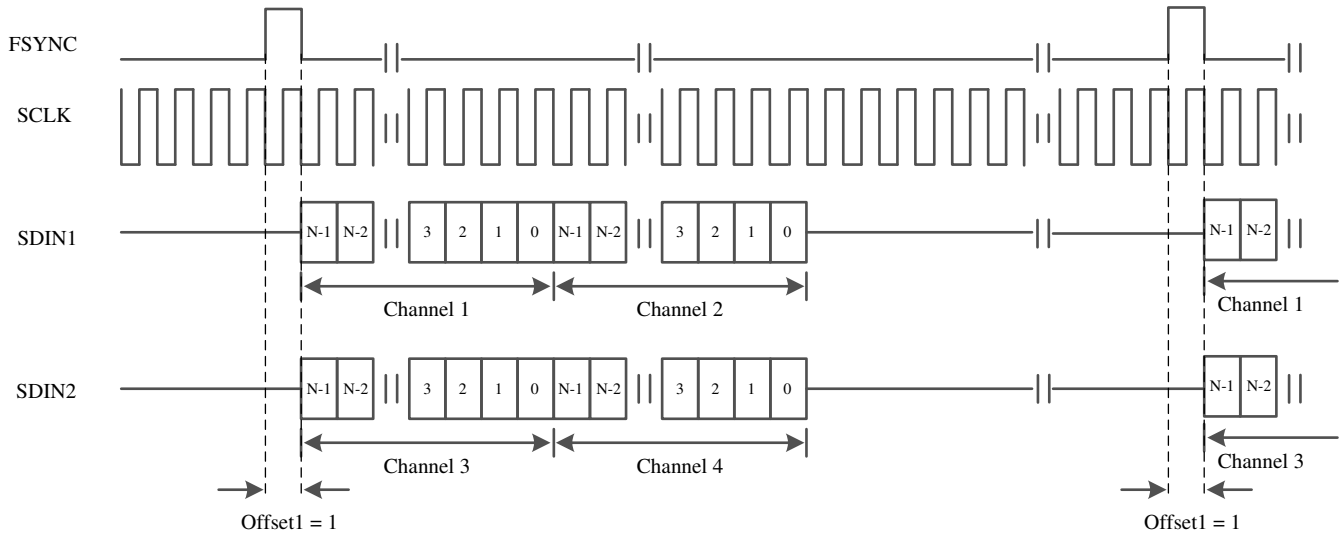 FSYNC
SCLK
SDIN1
N-1 N-2 3 2 1 0 N-1 N-2 3 2 1 0 N-1 N-2
Channel 1 Channel 2 Channel 1
SDIN2
N-1 N-2 3 2 1 0 N-1 N-2 3 2 1 0 N-1 N-2
Channel 3 Channel 4 Channel 3
Offset1 = 1 Offset1 = 1